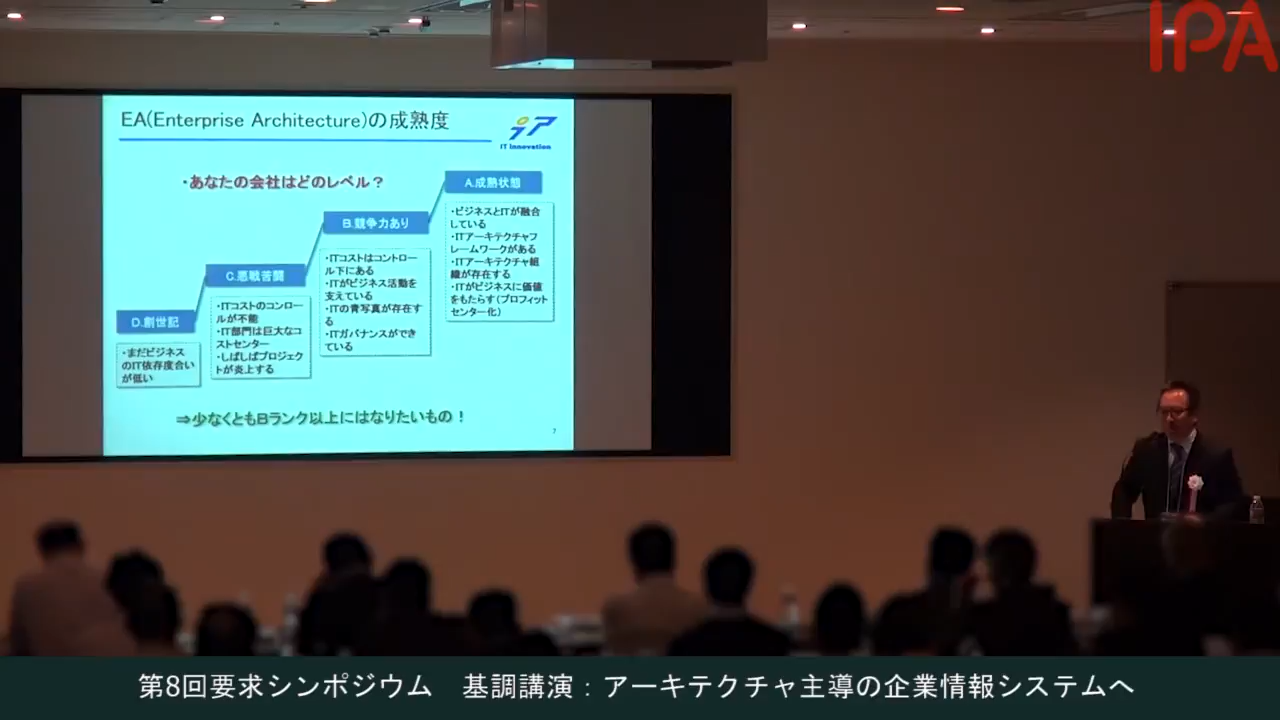 IPA
EA(Enterprise Architecture)の成熟度
IT Innovation
・あなたの会社はどのレベル？
A.成熟状態
・ビジネスとITが融合
している
・ITアーキテクチャフ
レームワークがある
・ITアーキテクチャ組
織が存在する
・ITがビジネスに価値
をもたらす(プロフィット
センター化)
B.競争力あり
・ITコストはコントロー
ル下にある
・ITがビジネス活動を
支えている
・ITの青写真が存在す
る
・ITガバナンスができ
ている
C.悪戦苦闘
・ITコストのコンロー
ルが不能
・IT部門は巨大なコ
ストセンター
・しばしばプロジェク
トが炎上する
D.創世記
・まだビジネス
のIT依存度合い
が低い
⇒少なくともBランク以上にはなりたいもの！
7
第8回要求シンポジウム　基調講演：アーキテクチャ主導の企業情報システムへ